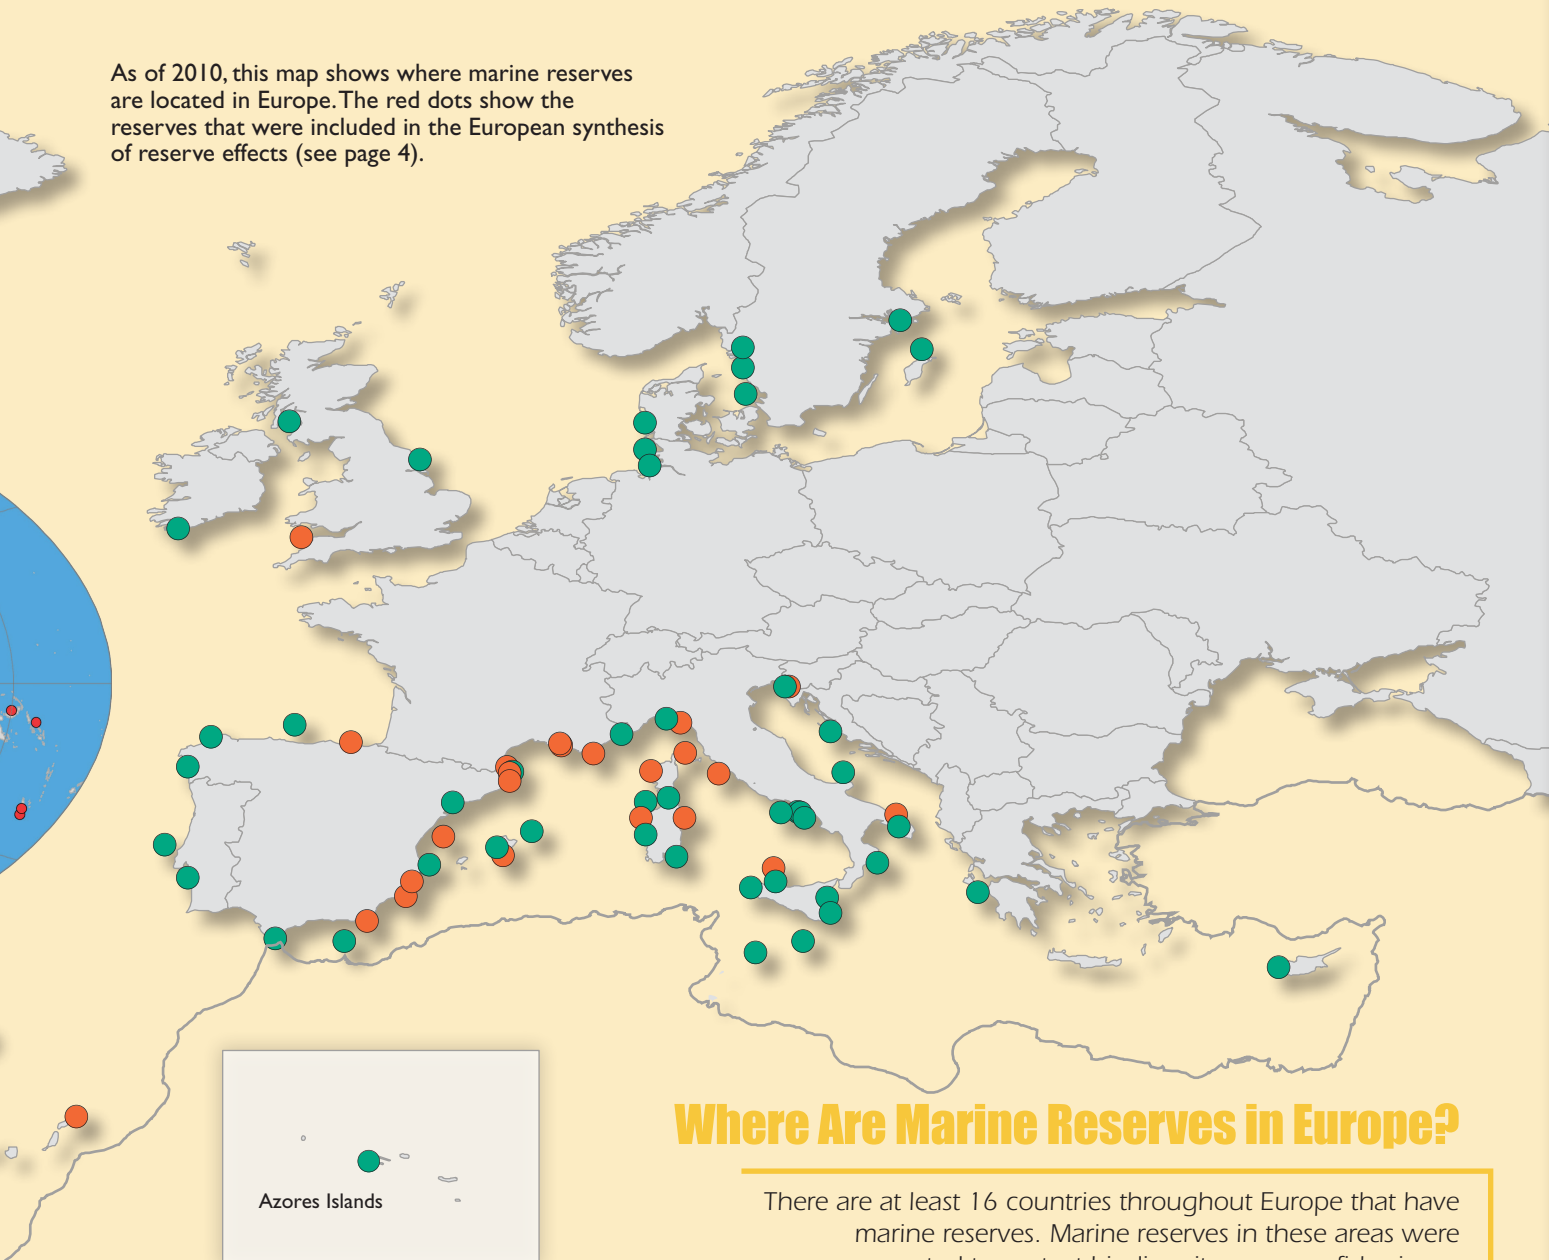 As of 2010, this map shows where marine reserves
are located in Europe. The red dots show the
reserves that were included in the European synthesis
of reserve effects (see page 4).
Azores Islands
Where Are Marine Reserves in Europe?
There are at least 16 countries throughout Europe that have
marine reserves. Marine reserves in these areas were